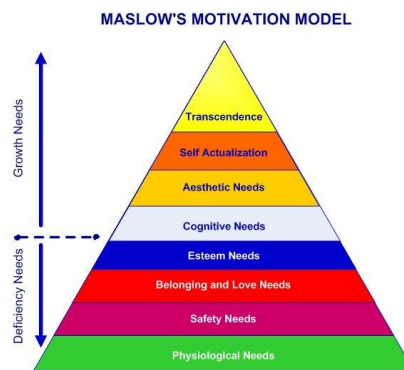 MASLOW'S MOTIVATION MODEL
Growth Needs
Deficiency Needs
Transcendence
Self Actualization
Aesthetic Needs
Cognitive Needs
Esteem Needs
Belonging and Love Needs
Safety Needs
Physiological Needs